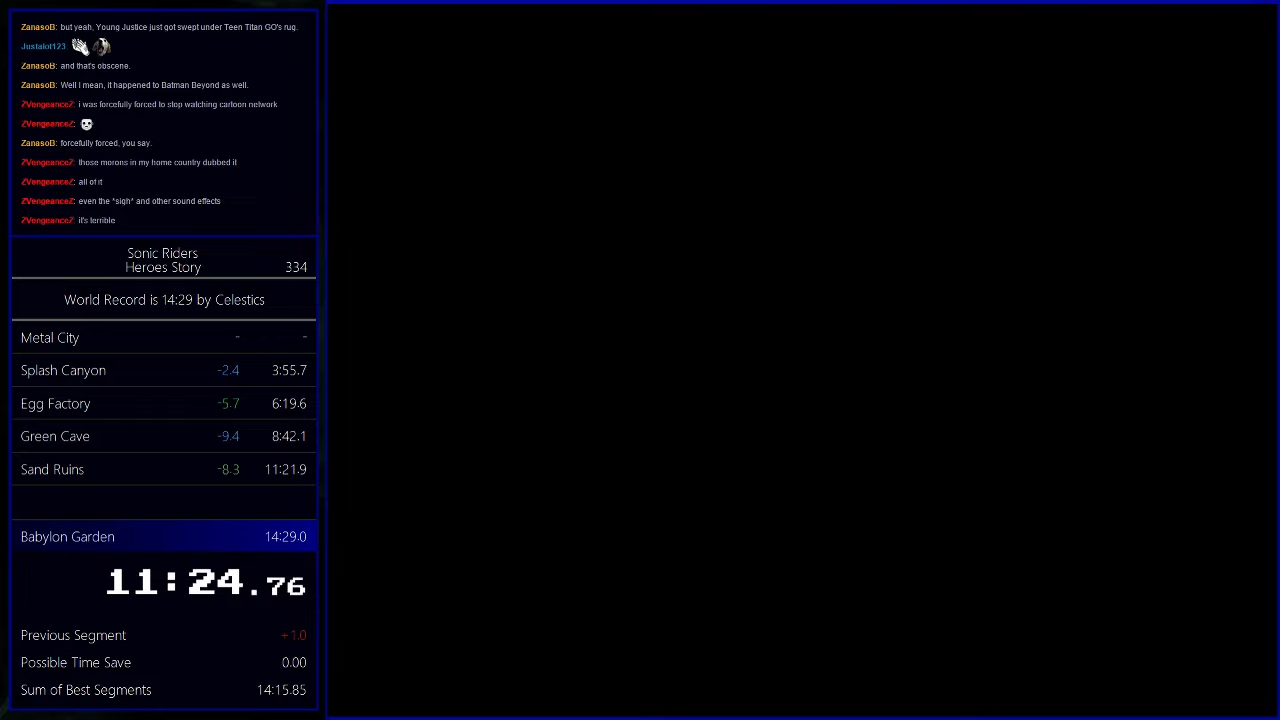 ZanasoB: but yeah, Young Justice just got swept under Teen Titan GO's rug.
Justalot123
ZanasoB: and that's obscene.
ZanasoB: Well I mean, it happened to Batman Beyond as well.
ZVengeanceZ: i was forcefully forced to stop watching cartoon network
ZVengeanceZ:
ZanasoB: forcefully forced, you say.
ZVengeanceZ: those morons in my home country dubbed it
ZVengeanceZ: all of it
ZVengeanceZ: even the *sigh* and other sound effects
ZVengeanceZ: it's terrible
Sonic Riders
Heroes Story 334
World Record is 14:29 by Celestics
Metal City - -
Splash Canyon -2.4 3:55.7
Egg Factory -5.7 6:19.6
Green Cave -9.4 8:42.1
Sand Ruins -8.3 11:21.9
Babylon Garden 14:29.0
11:24.76
Previous Segment +1.0
Possible Time Save 0.00
Sum of Best Segments 14:15.85